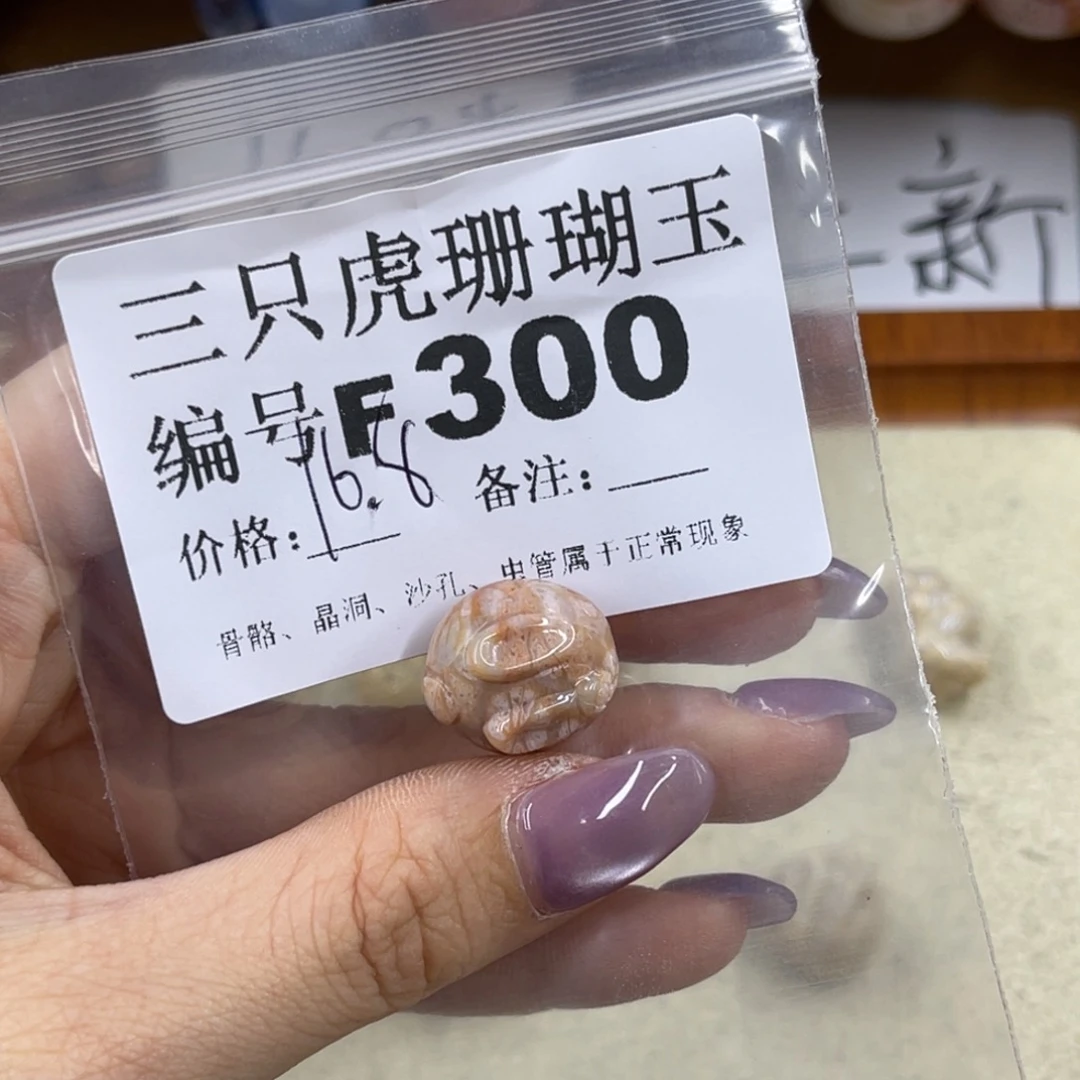 三只虎珊瑚玉
编号F300
价格:16.8 备注:
骨骼、晶洞、沙孔、虫管属于正常现象
新